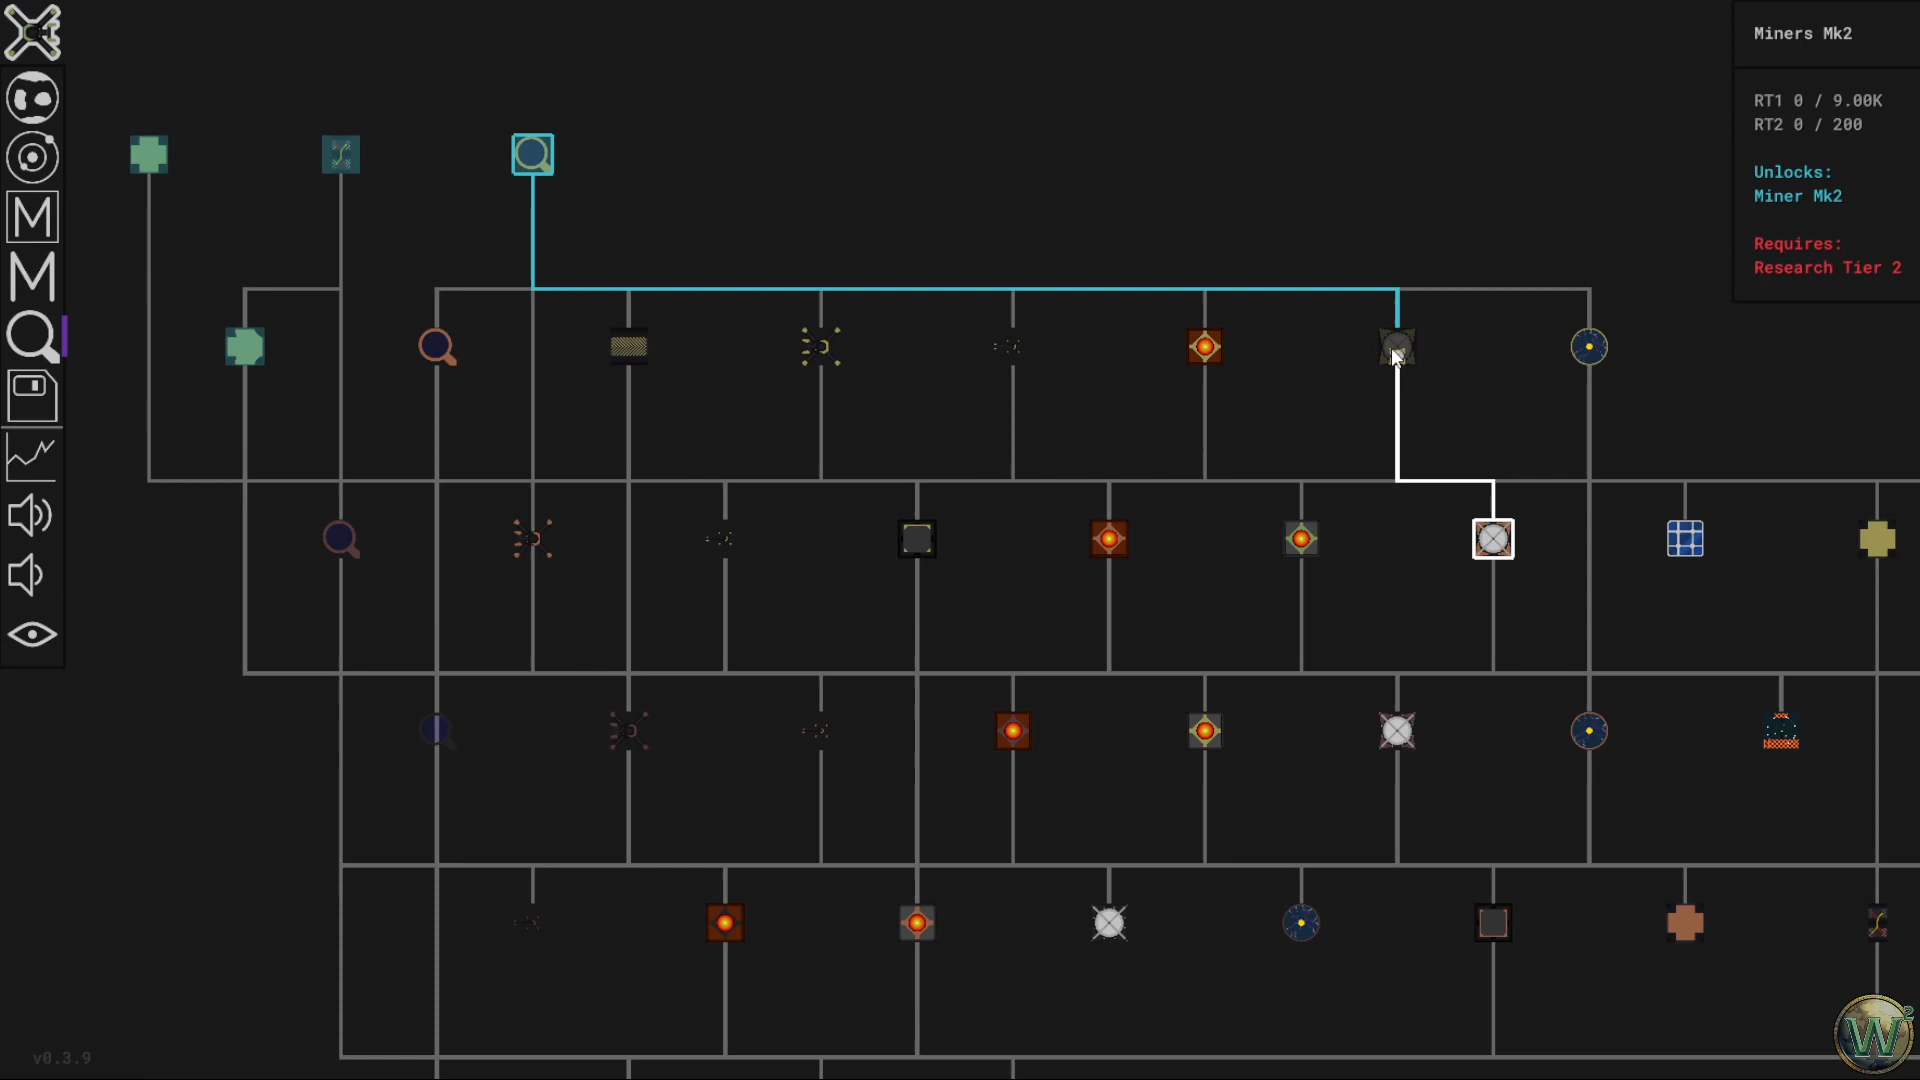 Miners Mk2
RT1 0 / 9.00K
RT2 0 / 200
Unlocks:
Miner Mk2
Requires:
Research Tier 2
M
M
v0.3.9
W2